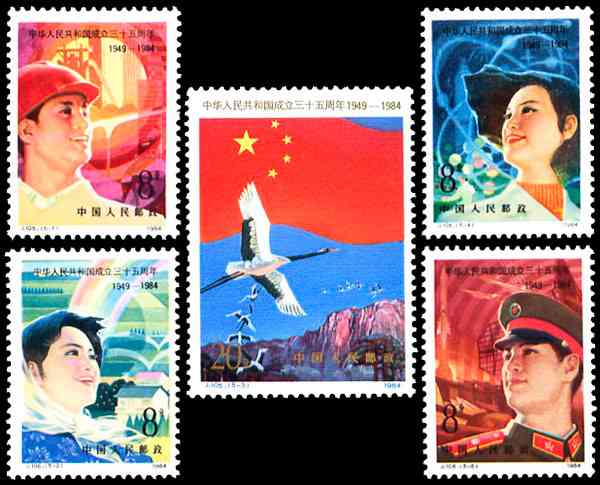 中华人民共和国成立三十五周年
1949—1984
8分
中国人民邮政
J.105.(5-1) 1984
中华人民共和国成立三十五周年
1949—1984
8分
中国人民邮政
J.105.(5-2) 1984
中华人民共和国成立三十五周年1949—1984
20分
中国人民邮政
J.105.(5-3) 1984
中华人民共和国成立三十五周年
1949—1984
8分
中国人民邮政
J.105.(5-4) 1984
中华人民共和国成立三十五周年
1949—1984
8分
中国人民邮政
J.105.(5-5) 1984